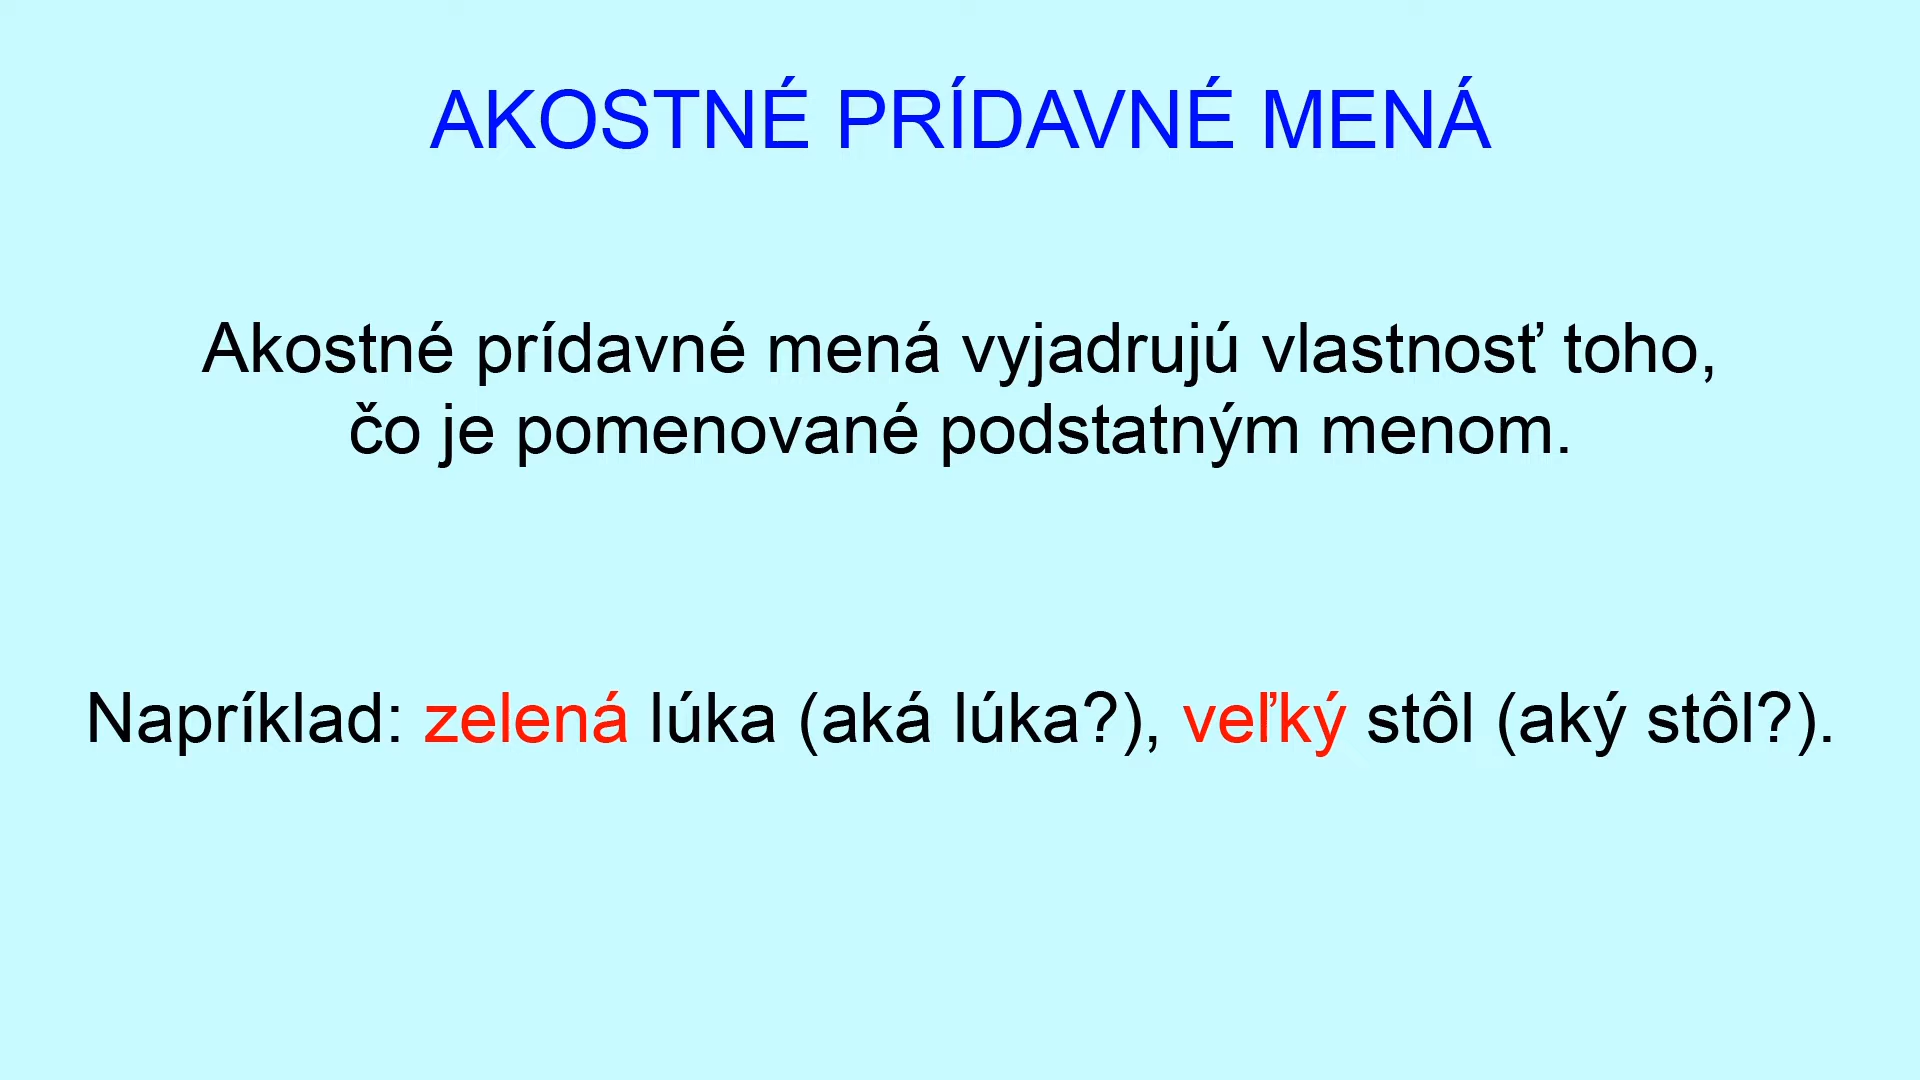 AKOSTNÉ PRÍDAVNÉ MENÁ
Akostné prídavné mená vyjadrujú vlastnosť toho,
čo je pomenované podstatným menom.
Napríklad: zelená lúka (aká lúka?), veľký stôl (aký stôl?).